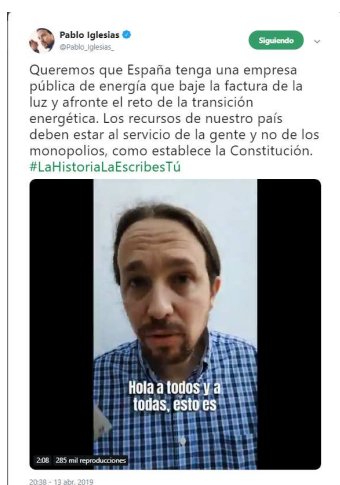 Pablo Iglesias
@Pablo_Iglesias_
Siguiendo
Queremos que España tenga una empresa
pública de energía que baje la factura de la
luz y afronte el reto de la transición
energética. Los recursos de nuestro país
deben estar al servicio de la gente y no de los
monopolios, como establece la Constitución.
#LaHistoriaLaEscribesTú
Hola a todos y a
todas, esto es
2:08 285 mil reproducciones
20:38 - 13 abr. 2019